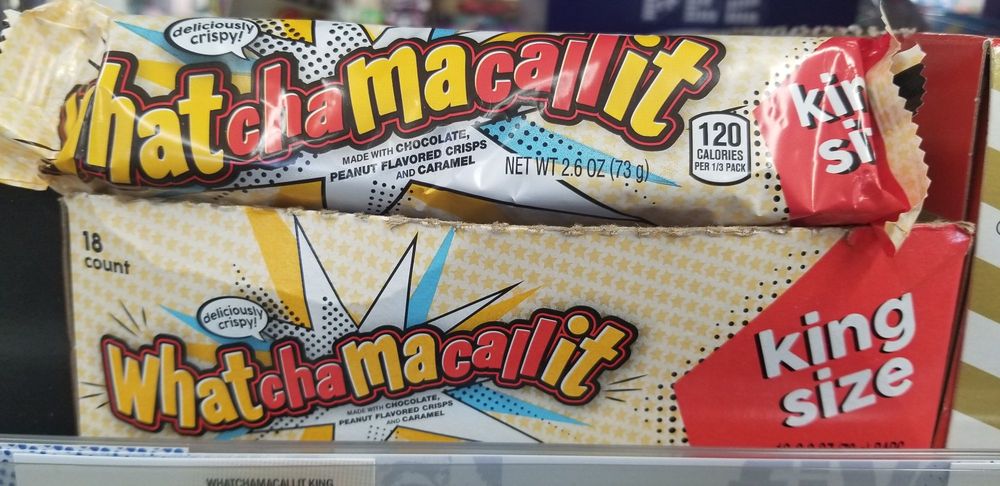 deliciously
crispy!
Whatchamacallit
MADE WITH CHOCOLATE,
PEANUT FLAVORED CRISPS
AND CARAMEL
NET WT 2.6 OZ (73 g)
120
CALORIES
PER 1/3 PACK
kin
si
18
count
deliciously
crispy!
Whatchamacallit
MADE WITH CHOCOLATE,
PEANUT FLAVORED CRISPS
AND CARAMEL
king
size
WHATCHAMACALLIT KING